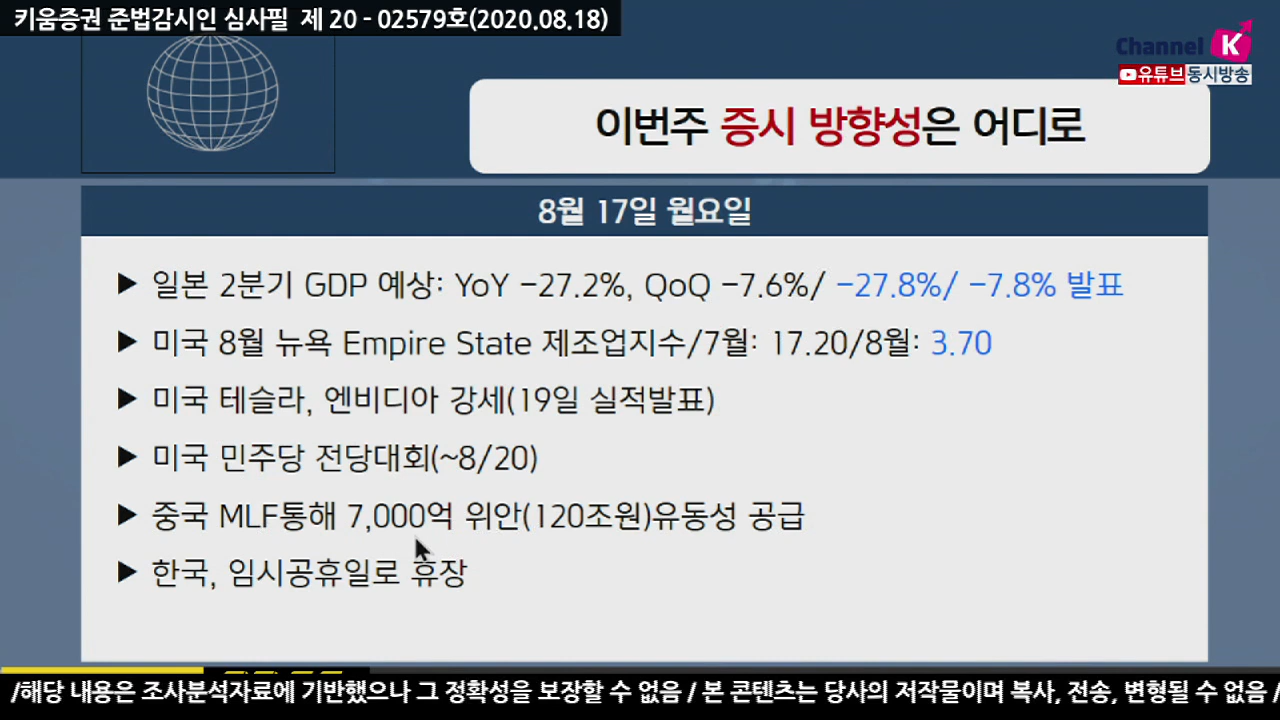 키움증권 준법감시인 심사필 제 20 - 02579호(2020.08.18)
Channel K
유튜브동시방송
이번주 증시 방향성은 어디로
8월 17일 월요일
▶ 일본 2분기 GDP 예상: YoY -27.2%, QoQ -7.6%/ -27.8%/ -7.8% 발표
▶ 미국 8월 뉴욕 Empire State 제조업지수/7월: 17.20/8월: 3.70
▶ 미국 테슬라, 엔비디아 강세(19일 실적발표)
▶ 미국 민주당 전당대회(~8/20)
▶ 중국 MLF통해 7,000억 위안(120조원)유동성 공급
▶ 한국, 임시공휴일로 휴장
/해당 내용은 조사분석자료에 기반했으나 그 정확성을 보장할 수 없음 / 본 콘텐츠는 당사의 저작물이며 복사, 전송, 변형될 수 없음 /